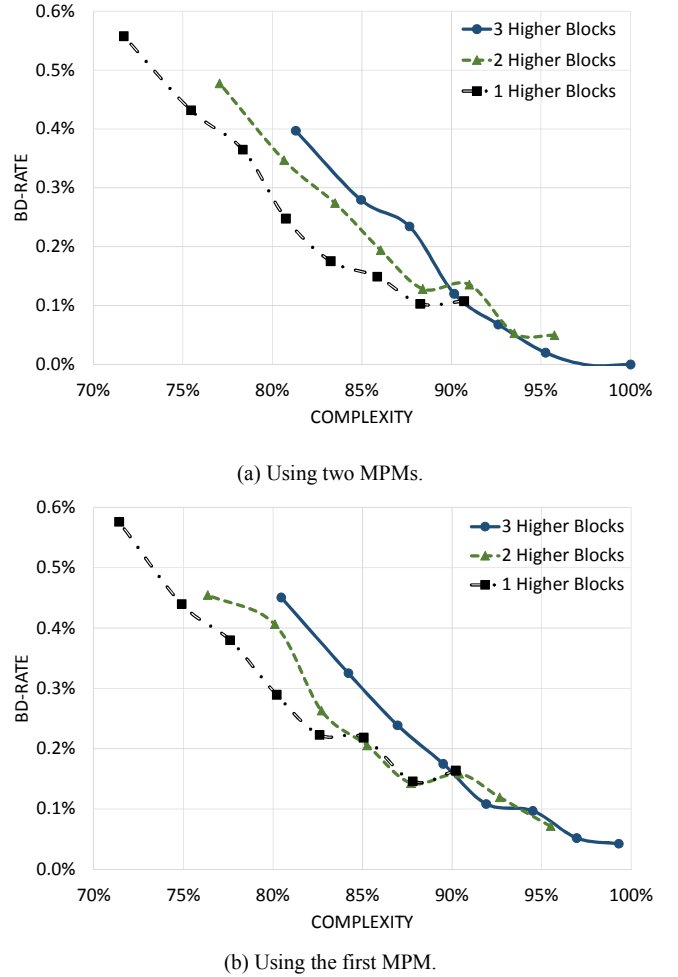 0.6%
0.5%
0.4%
0.3%
0.2%
0.1%
0.0%
BD-RATE
3 Higher Blocks
2 Higher Blocks
1 Higher Blocks
70% 75% 80% 85% 90% 95% 100%
COMPLEXITY
(a) Using two MPMs.
0.6%
0.5%
0.4%
0.3%
0.2%
0.1%
0.0%
BD-RATE
3 Higher Blocks
2 Higher Blocks
1 Higher Blocks
70% 75% 80% 85% 90% 95% 100%
COMPLEXITY
(b) Using the first MPM.